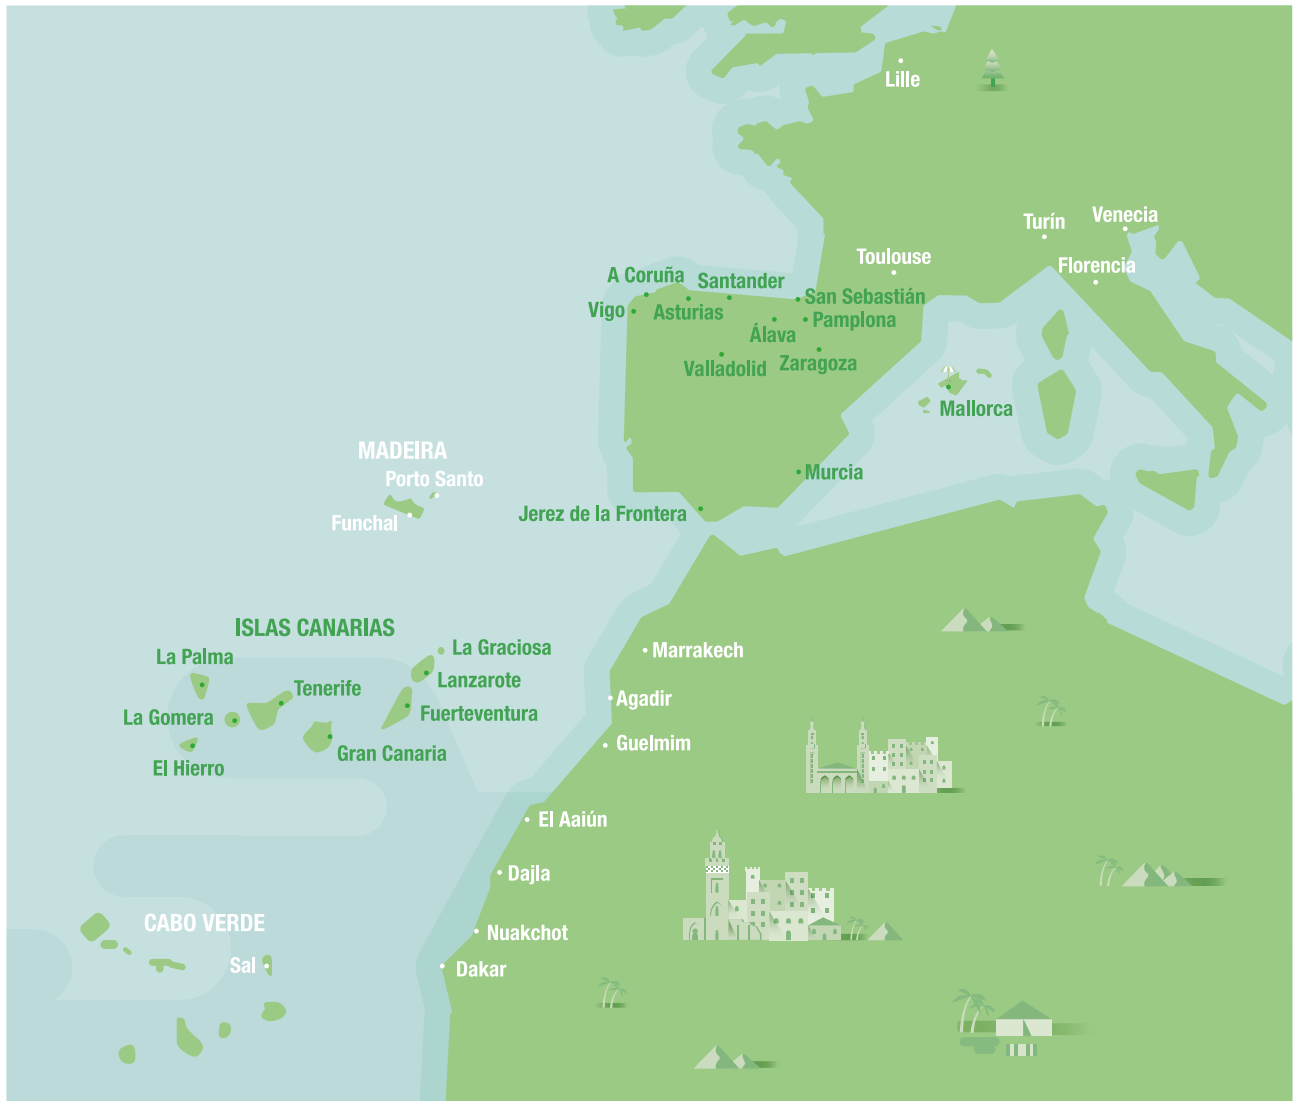 Lille
Venecia
Turín
Toulouse
Florencia
A Coruña
Santander
San Sebastián
Vigo
Asturias
Pamplona
Álava
Valladolid
Zaragoza
Mallorca
MADEIRA
Porto Santo
Murcia
Funchal
Jerez de la Frontera
ISLAS CANARIAS
La Graciosa
Marrakech
La Palma
Lanzarote
Tenerife
Agadir
La Gomera
Fuerteventura
Guelmim
Gran Canaria
El Hierro
El Aaiún
Dajla
CABO VERDE
Nuakchot
Sal
Dakar